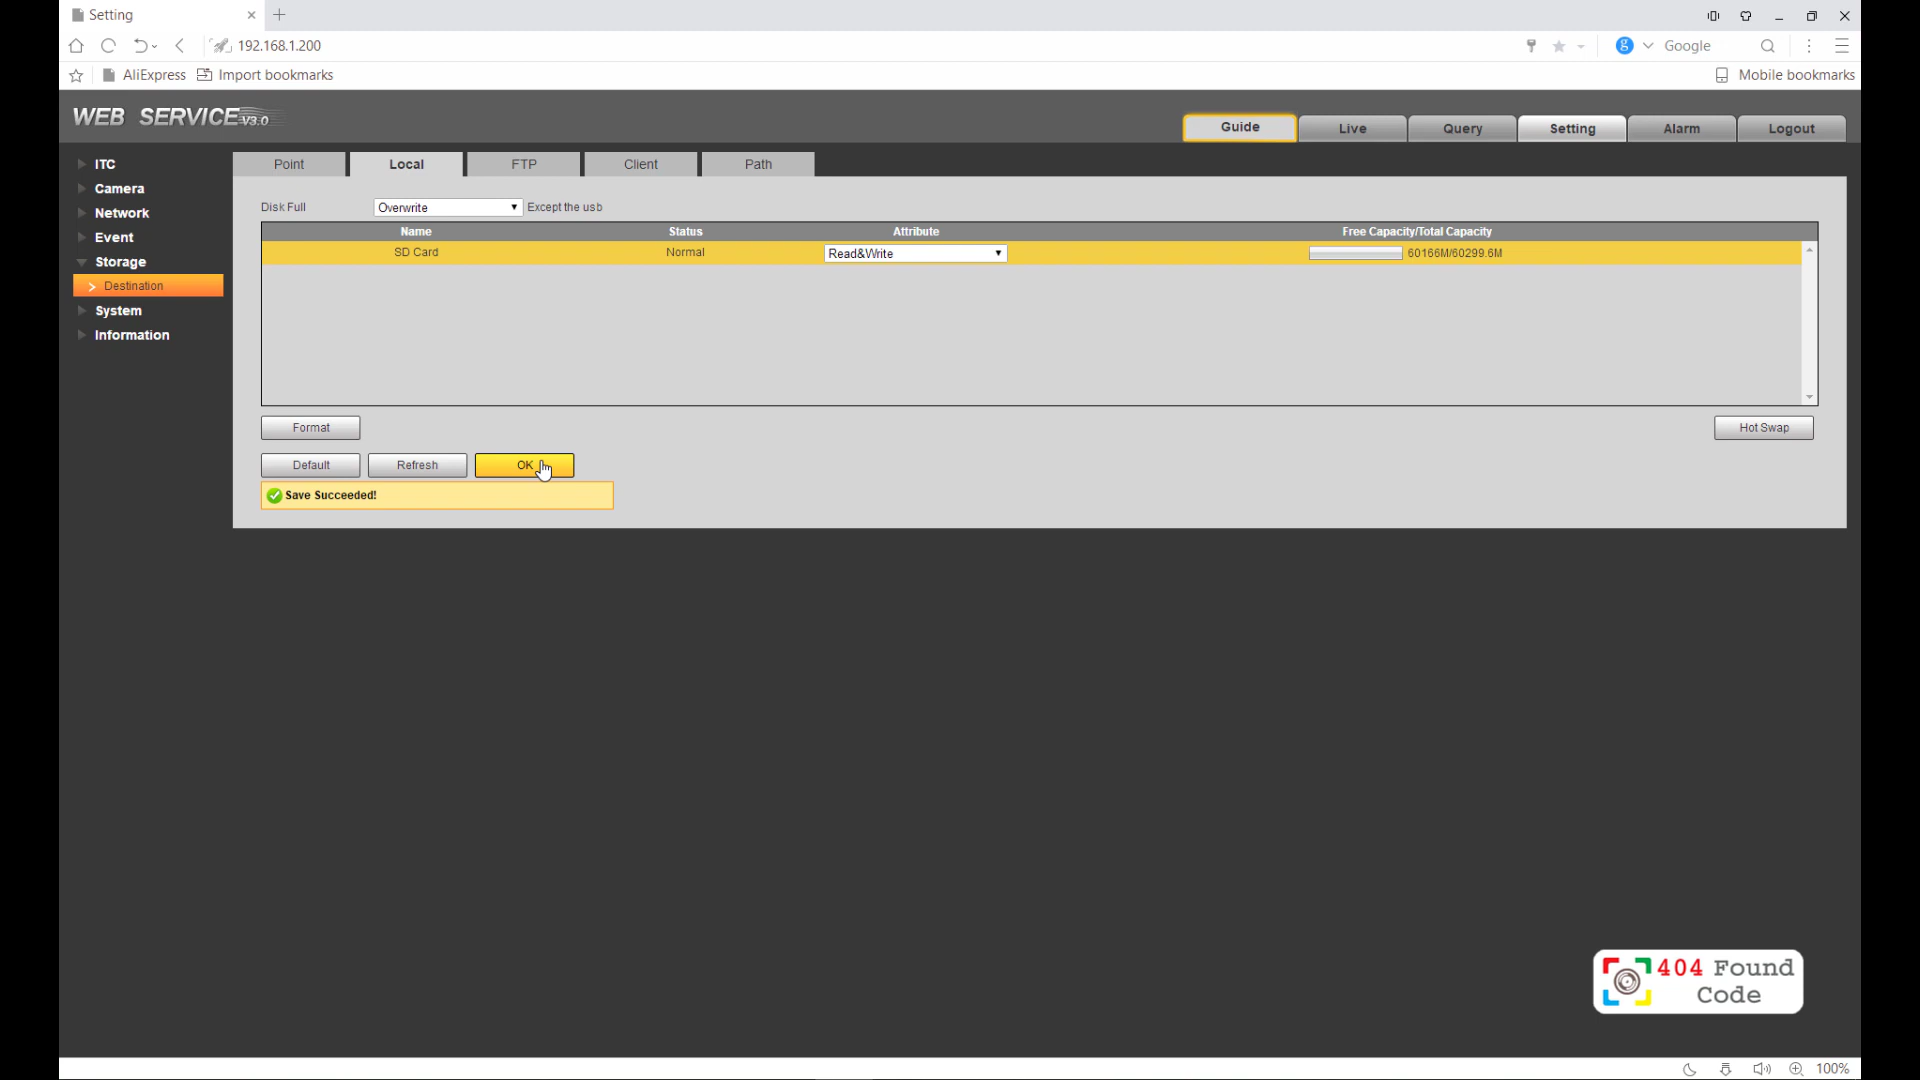 Setting
192.168.1.200
Google
AliExpress Import bookmarks Mobile bookmarks
WEB SERVICE V3.0
Guide Live Query Setting Alarm Logout
ITC
Camera
Network
Event
Storage
Destination
System
Information
Point Local FTP Client Path
Disk Full Overwrite Except the usb
Name Status Attribute Free Capacity/Total Capacity
SD Card Normal Read&Write 60166M/60299.6M
Format Hot Swap
Default Refresh OK
Save Succeeded!
404 Found
Code
100%